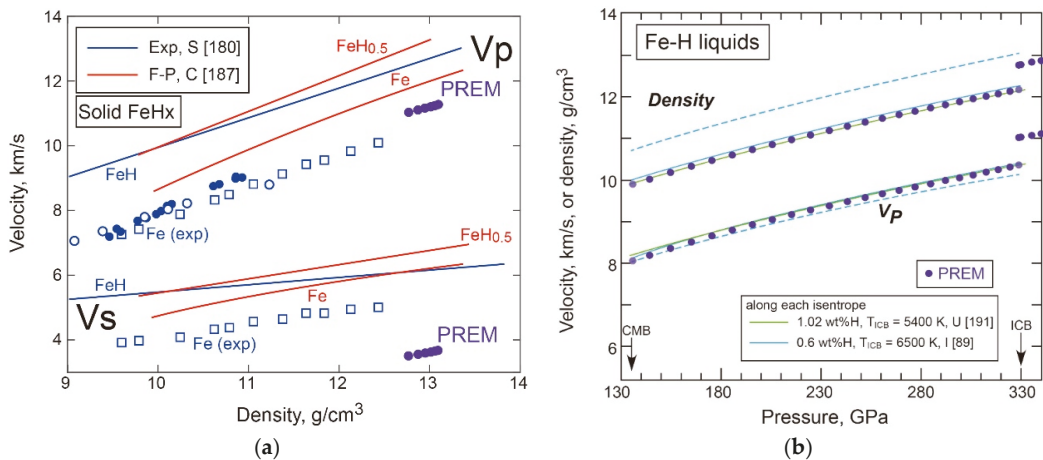 14
12
10
8
6
4
Velocity, km/s
Exp, S [180]
F-P, C [187]
Solid FeHx
FeH0.5
Vp
Fe
PREM
FeH
Fe (exp)
FeH0.5
FeH
Fe
Vs
Fe (exp)
PREM
9 10 11 12 13 14
Density, g/cm3
(a)
14
12
10
8
6
Velocity, km/s, or density, g/cm3
Fe-H liquids
Density
VP
PREM
along each isentrope
1.02 wt%H, TICB = 5400 K, U [191]
0.6 wt%H, TICB = 6500 K, I [89]
CMB
ICB
130 180 230 280 330
Pressure, GPa
(b)